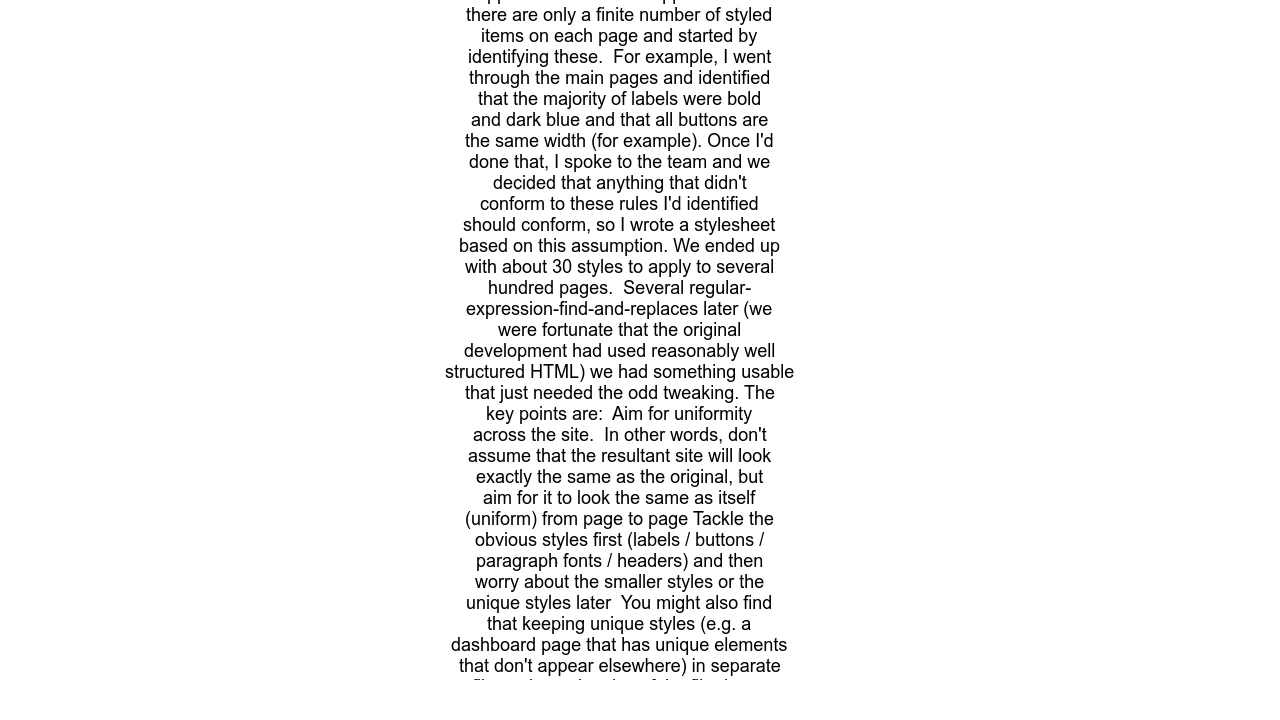 there are only a finite number of styled
items on each page and started by
identifying these.  For example, I went
through the main pages and identified
that the majority of labels were bold
and dark blue and that all buttons are
the same width (for example). Once I'd
done that, I spoke to the team and we
decided that anything that didn't
conform to these rules I'd identified
should conform, so I wrote a stylesheet
based on this assumption. We ended up
with about 30 styles to apply to several
hundred pages.  Several regular-
expression-find-and-replaces later (we
were fortunate that the original
development had used reasonably well
structured HTML) we had something usable
that just needed the odd tweaking. The
key points are:  Aim for uniformity
across the site.  In other words, don't
assume that the resultant site will look
exactly the same as the original, but
aim for it to look the same as itself
(uniform) from page to page Tackle the
obvious styles first (labels / buttons /
paragraph fonts / headers) and then
worry about the smaller styles or the
unique styles later  You might also find
that keeping unique styles (e.g. a
dashboard page that has unique elements
that don't appear elsewhere) in separate